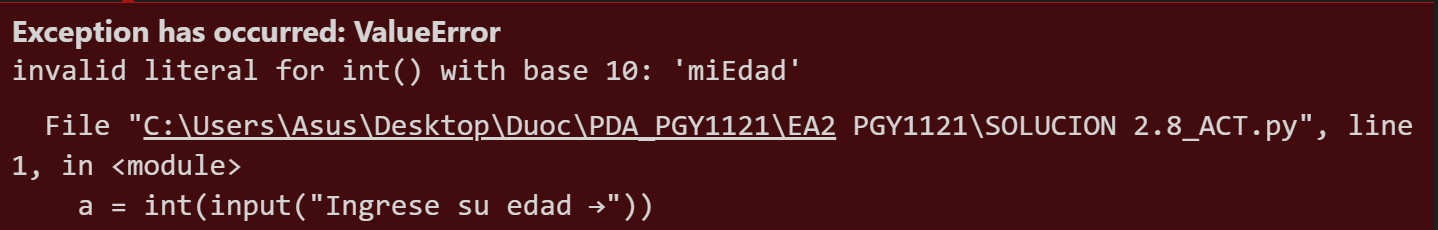 Exception has occurred: ValueError
invalid literal for int() with base 10: 'miEdad'
File "C:\Users\Asus\Desktop\Duoc\PDA_PGY1121\EA2 PGY1121\SOLUCION 2.8_ACT.py", line
1, in <module>
a = int(input("Ingrese su edad →"))